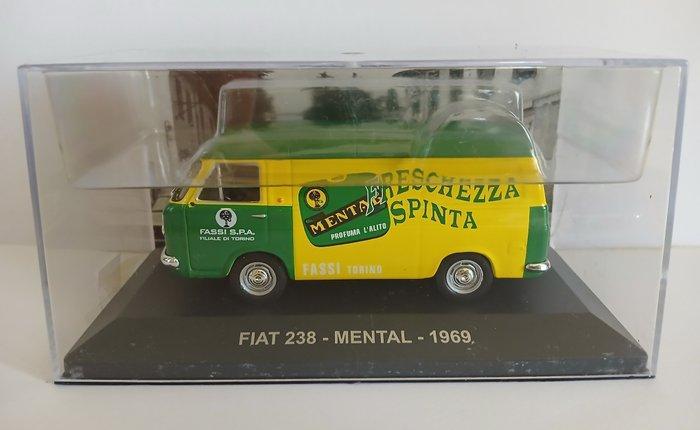 FRESCHEZZA
SPINTA
MENTAL
PROFUMA L'ALITO
FASSI S.P.A.
FILIALE DI TORINO
FASSI TORINO
FIAT 238 - MENTAL - 1969